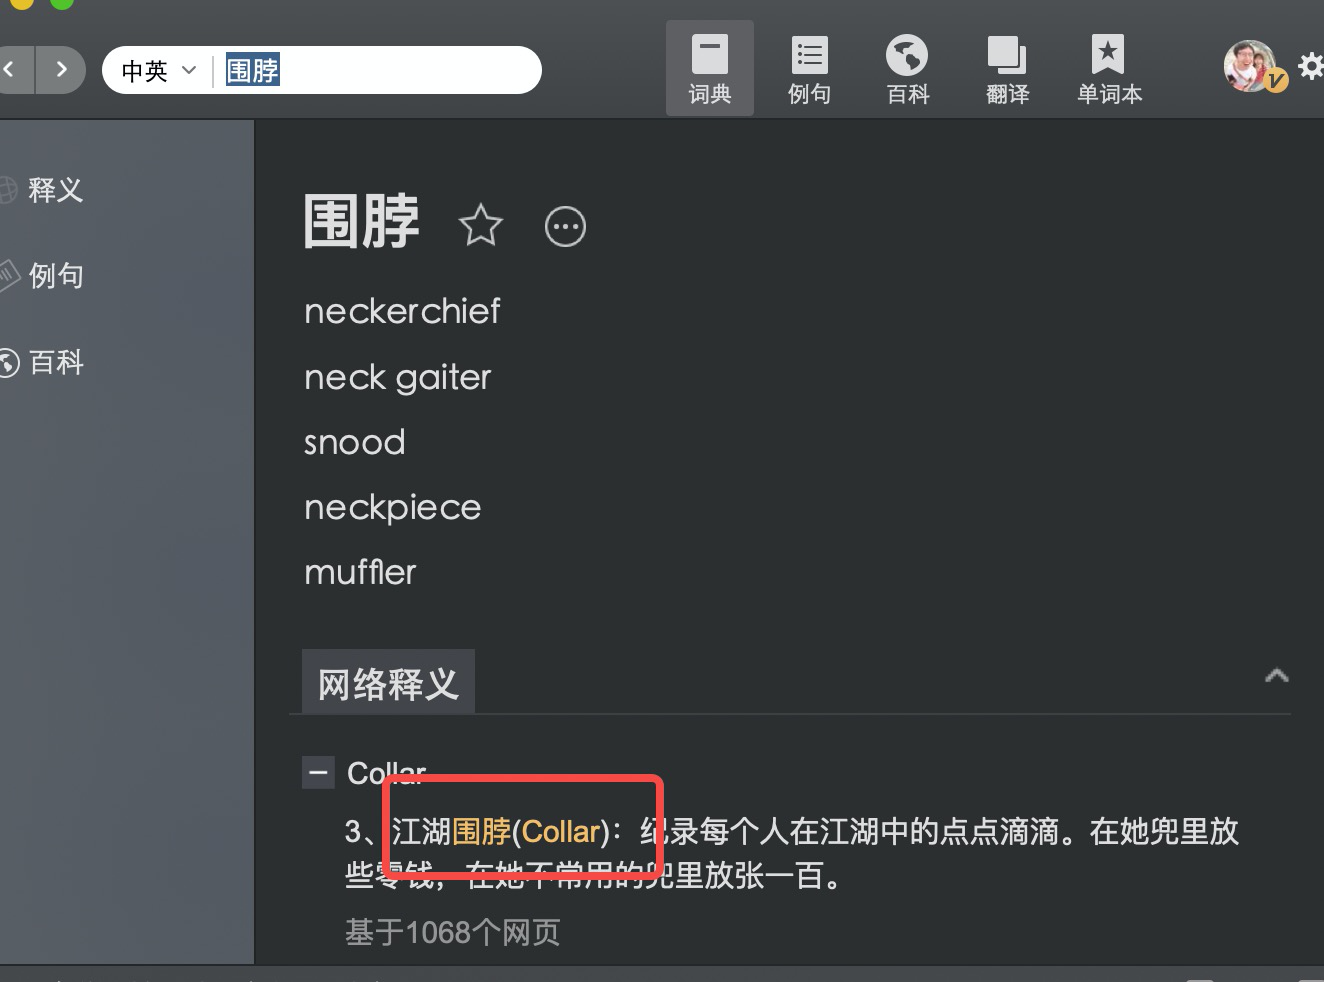 中英 围脖
词典 例句 百科 翻译 单词本
释义
例句
百科
围脖
neckerchief
neck gaiter
snood
neckpiece
muffler
网络释义
Collar
3、江湖围脖(Collar)：纪录每个人在江湖中的点点滴滴。在她兜里放
些零钱，在她不常用的兜里放张一百。
基于1068个网页